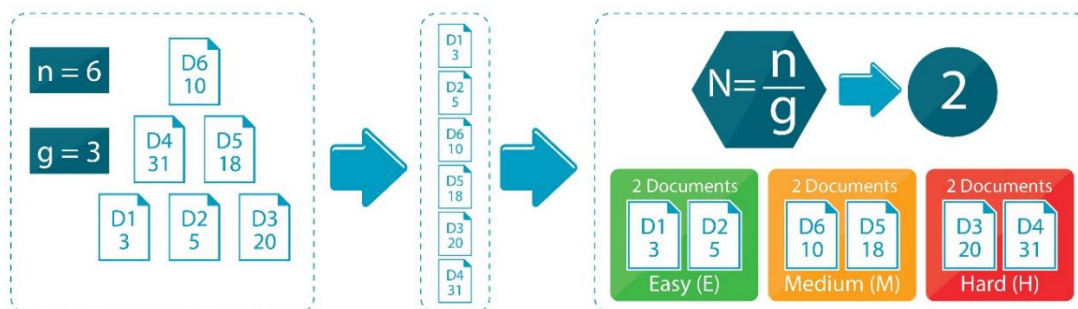 n = 6
D6
10
g = 3
D4
31
D5
18
D1
3
D2
5
D3
20
D1
3
D2
5
D6
10
D5
18
D3
20
D4
31
N= n/g
2
2 Documents
D1
3
D2
5
Easy (E)
2 Documents
D6
10
D5
18
Medium (M)
2 Documents
D3
20
D4
31
Hard (H)